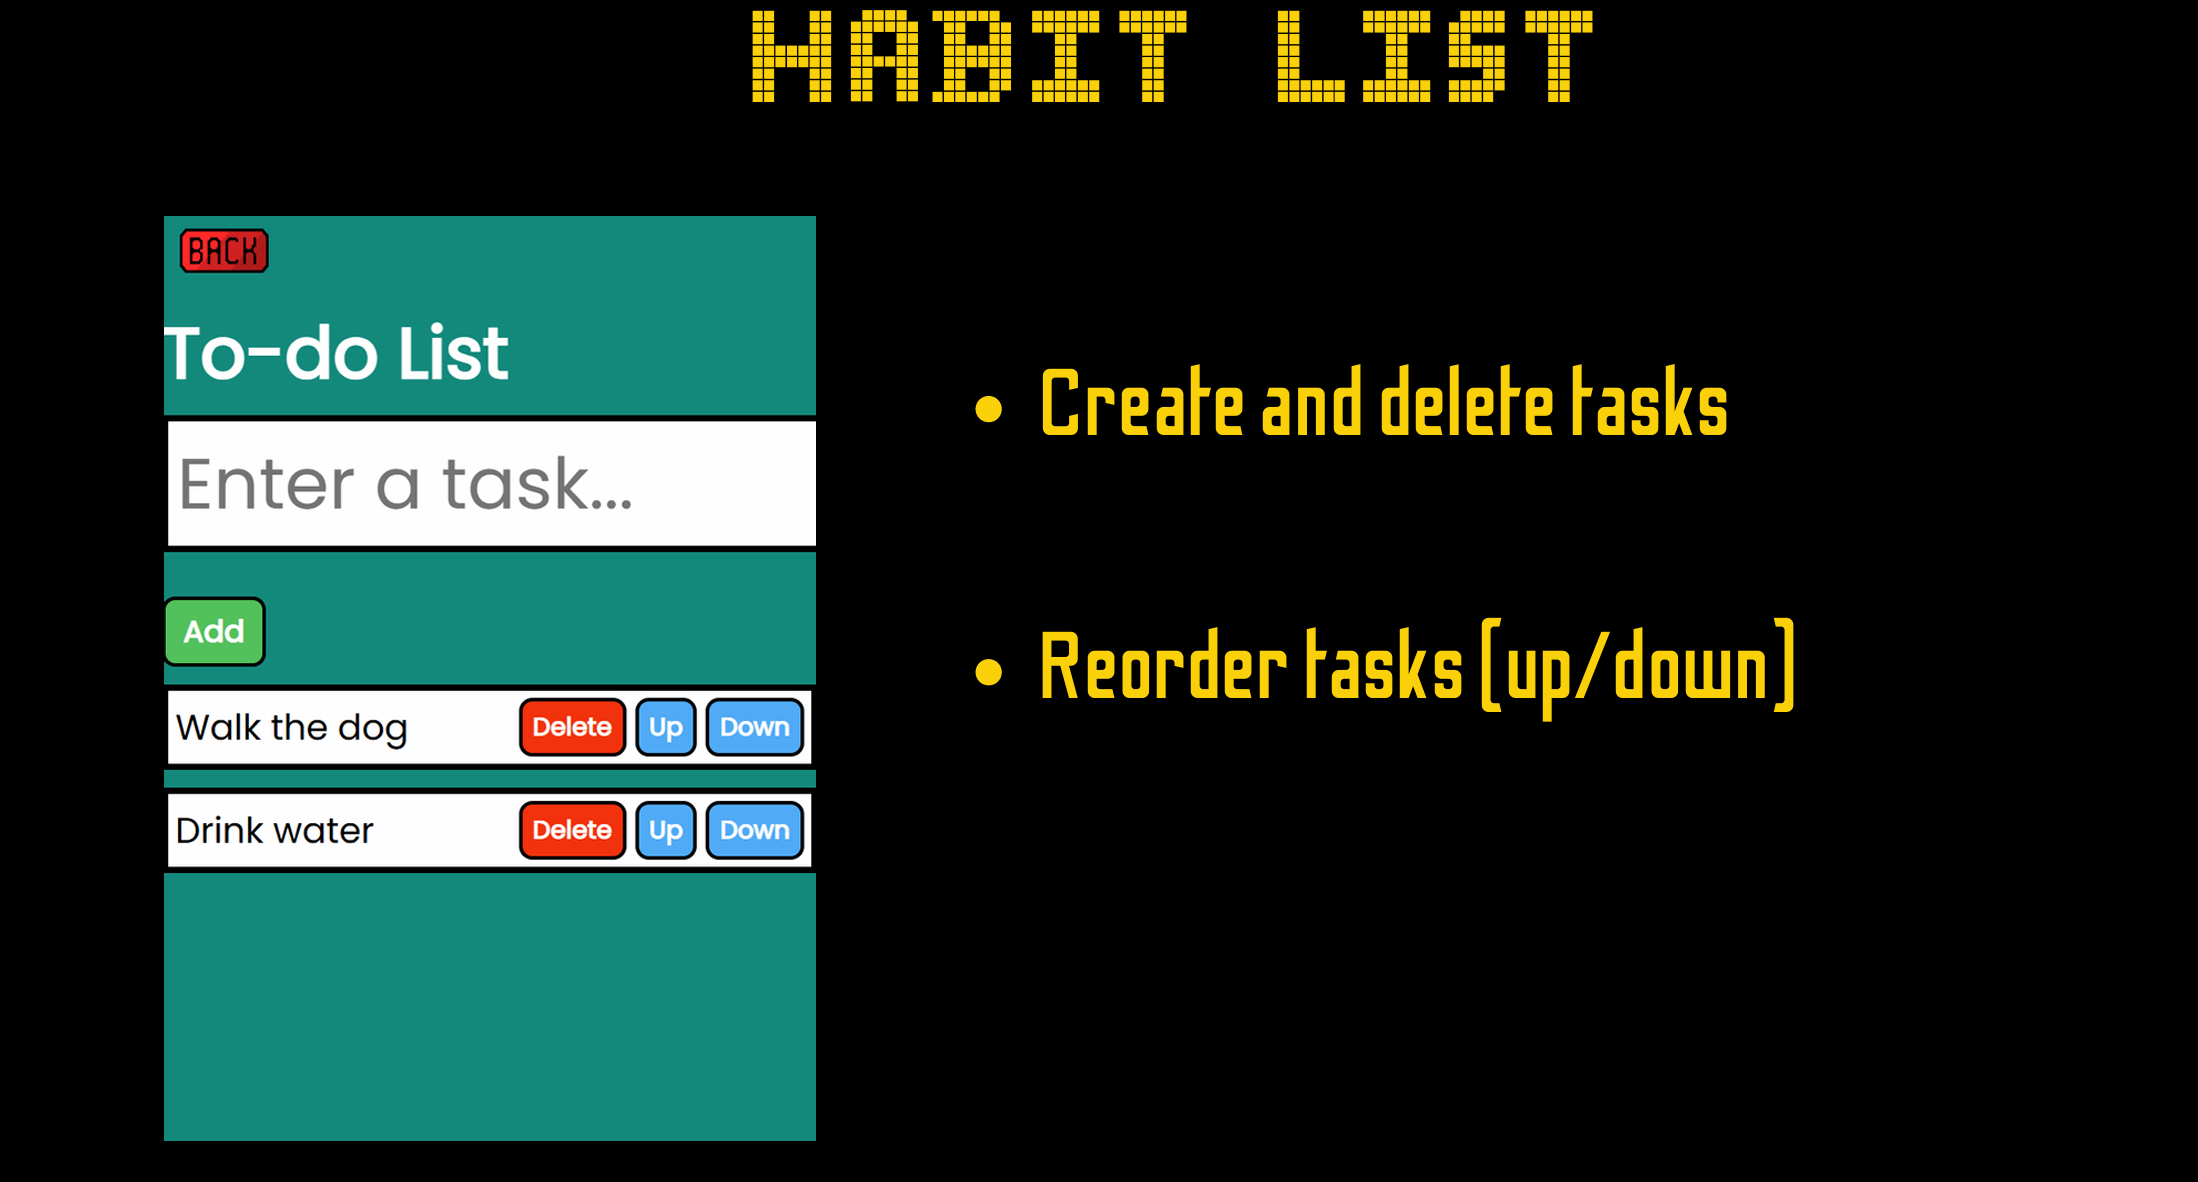 HABIT LIST
BACK
To-do List
Enter a task...
Add
Walk the dog Delete Up Down
Drink water Delete Up Down
• Create and delete tasks
• Reorder tasks (up/down)